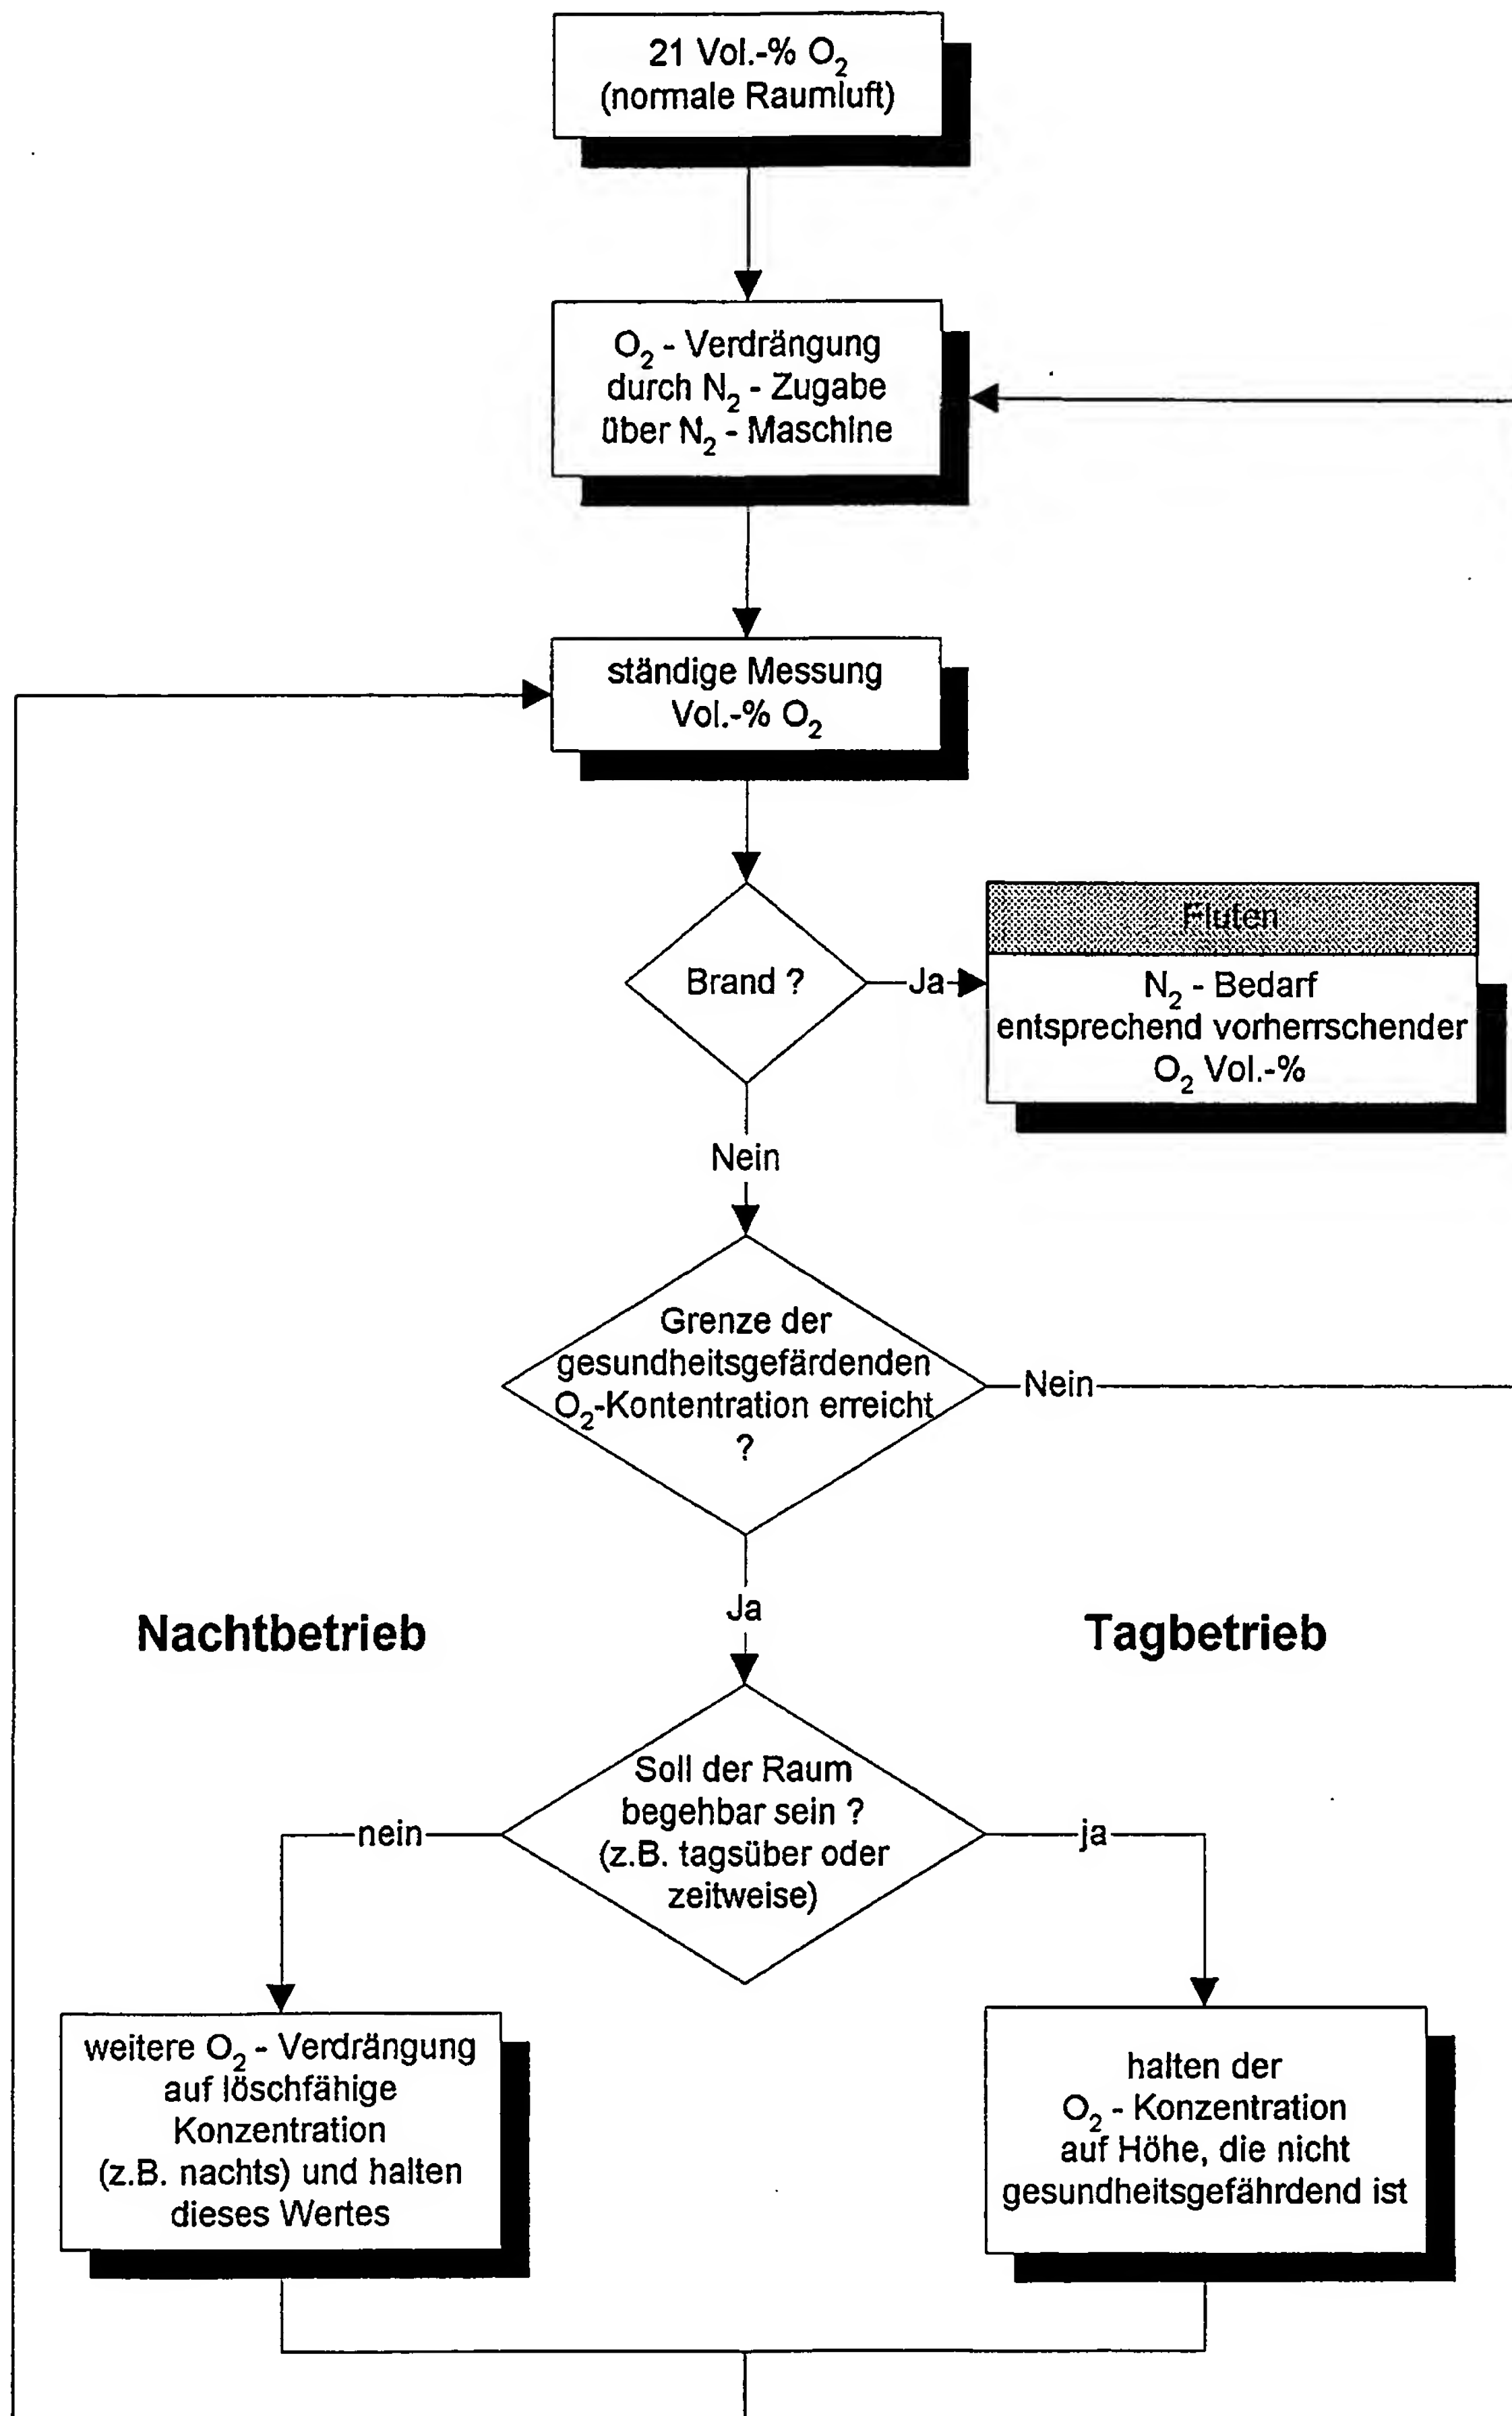 21 Vol.-% O₂
(normale Raumluft)
O₂ - Verdrängung
durch N₂ - Zugabe
über N₂ - Maschine
ständige Messung
Vol.-% O₂
Brand ?
Ja
Fluten
N₂ - Bedarf
entsprechend vorherrschender
O₂ Vol.-%
Nein
Grenze der
gesundheitsgefärdenden
O₂-Kontentration erreicht
?
Nein
Ja
Nachtbetrieb
Tagbetrieb
Soll der Raum
begehbar sein ?
(z.B. tagsüber oder
zeitweise)
nein
ja
weitere O₂ - Verdrängung
auf löschfähige
Konzentration
(z.B. nachts) und halten
dieses Wertes
halten der
O₂ - Konzentration
auf Höhe, die nicht
gesundheitsgefährdend ist